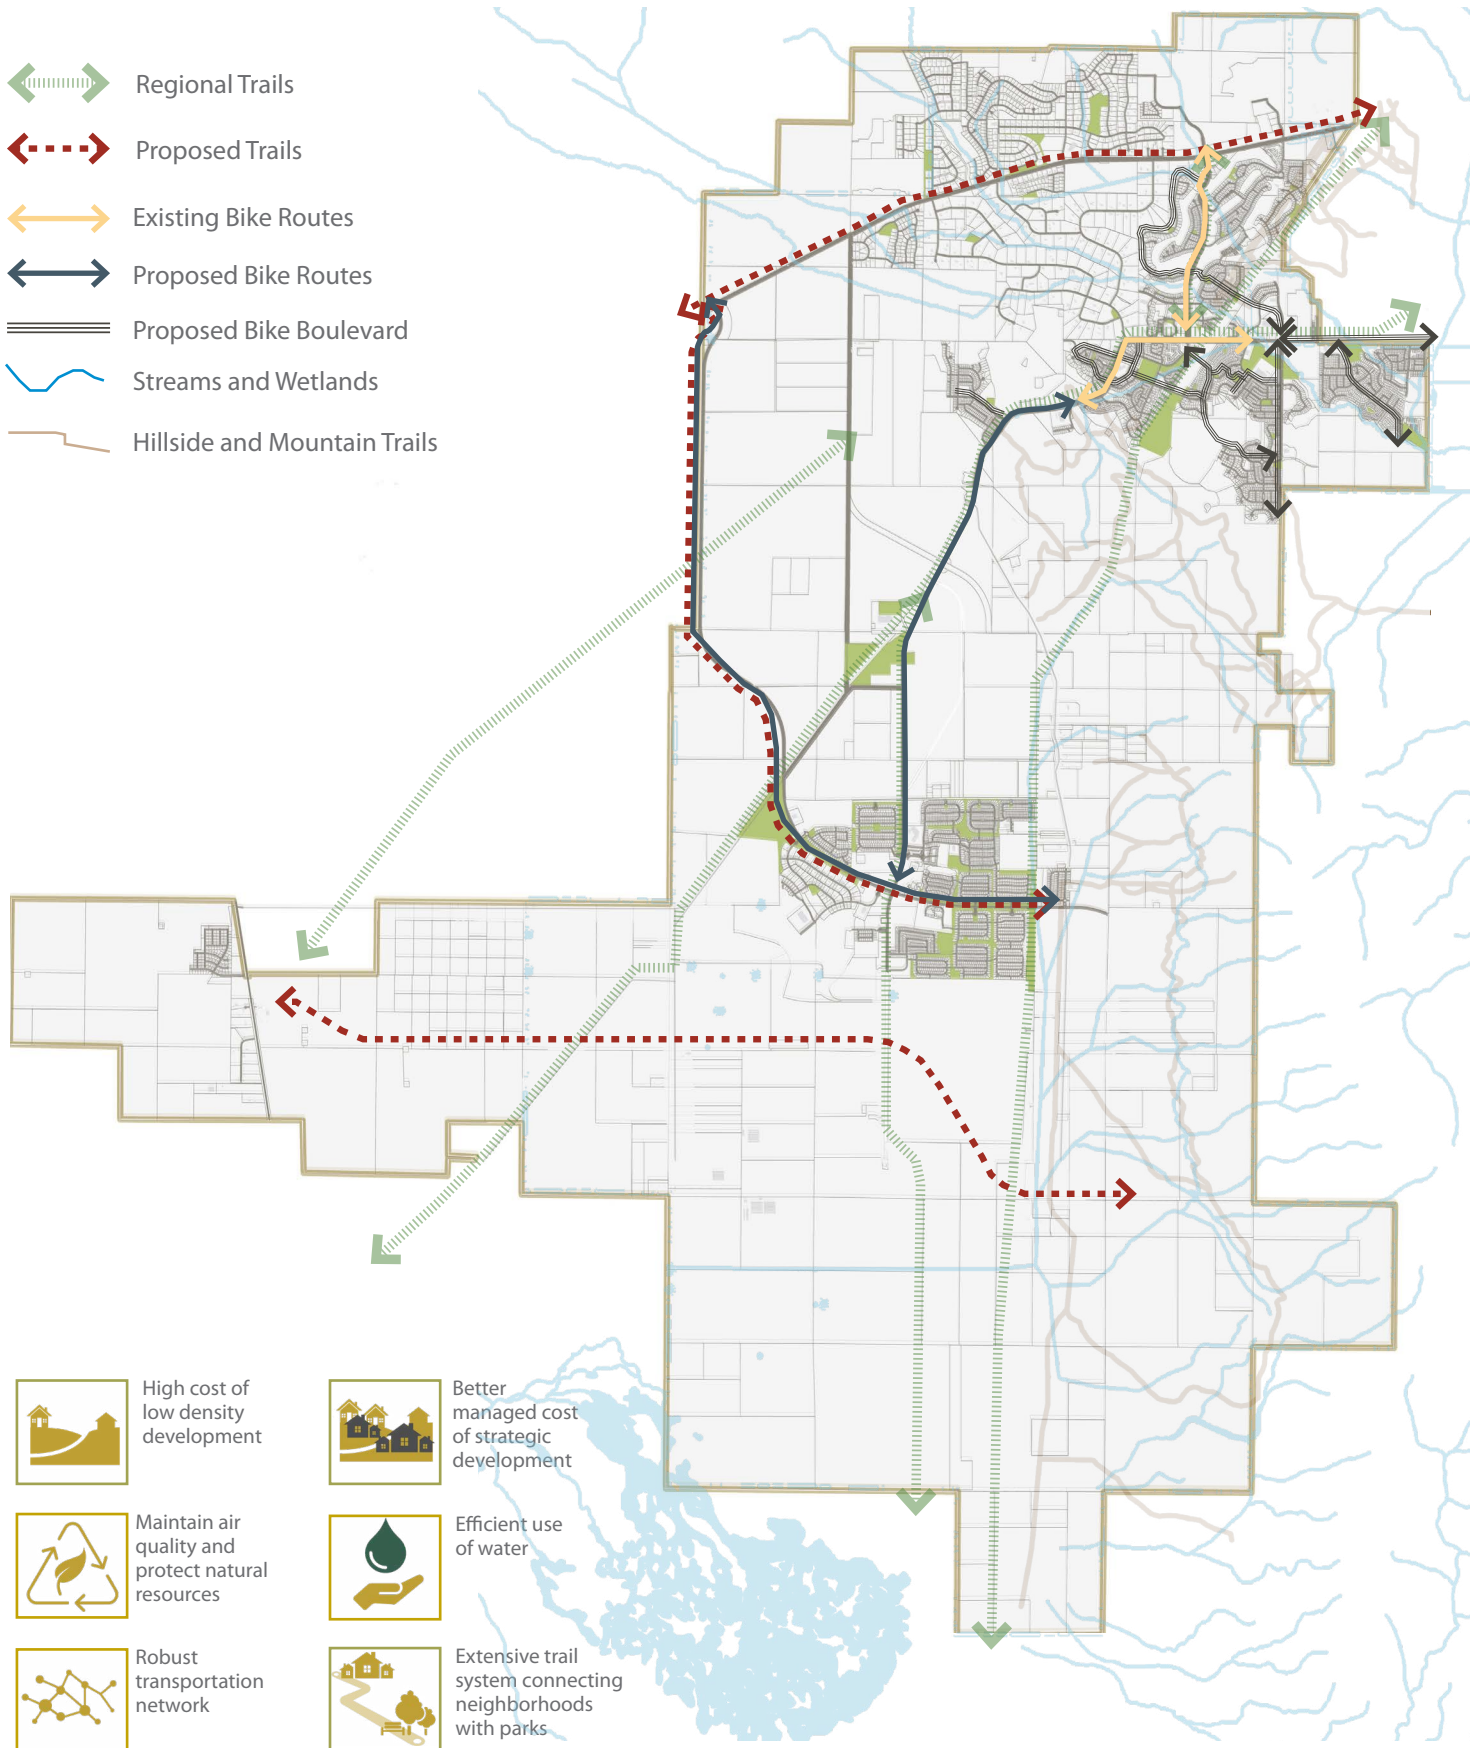 Regional Trails
Proposed Trails
Existing Bike Routes
Proposed Bike Routes
Proposed Bike Boulevard
Streams and Wetlands
Hillside and Mountain Trails
High cost of
low density
development
Better
managed cost
of strategic
development
Maintain air
quality and
protect natural
resources
Efficient use
of water
Robust
transportation
network
Extensive trail
system connecting
neighborhoods
with parks